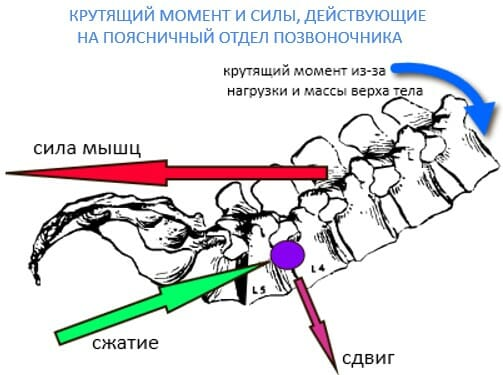 КРУТЯЩИЙ МОМЕНТ И СИЛЫ, ДЕЙСТВУЮЩИЕ
НА ПОЯСНИЧНЫЙ ОТДЕЛ ПОЗВОНОЧНИКА
крутящий момент из-за
нагрузки и массы верха тела
сила мышц
L5
L4
сжатие
сдвиг